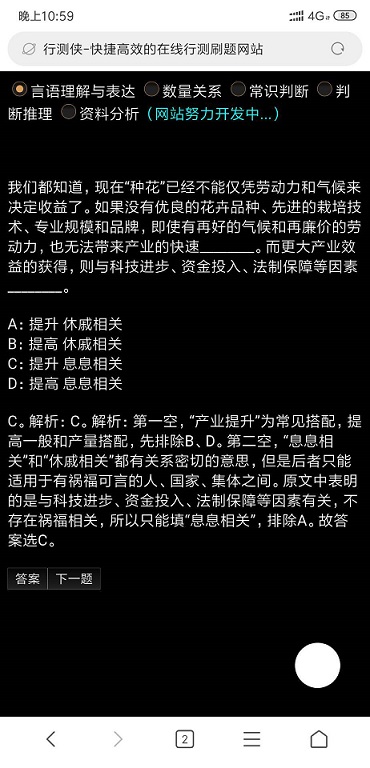 晚上10:59
4G
85
行测侠-快捷高效的在线行测刷题网站
言语理解与表达 数量关系 常识判断 判
断推理 资料分析（网站努力开发中...）
我们都知道，现在“种花”已经不能仅凭劳动力和气候来
决定收益了。如果没有优良的花卉品种、先进的栽培技
术、专业规模和品牌，即使有再好的气候和再廉价的劳
动力，也无法带来产业的快速_______。而更大产业效
益的获得，则与科技进步、资金投入、法制保障等因素
_______。
A: 提升 休戚相关
B: 提高 休戚相关
C: 提升 息息相关
D: 提高 息息相关
C。解析: C。解析: 第一空，“产业提升”为常见搭配，提
高一般和产量搭配，先排除B、D。第二空，“息息相
关”和“休戚相关”都有关系密切的意思，但是后者只能
适用于有祸福可言的人、国家、集体之间。原文中表明
的是与科技进步、资金投入、法制保障等因素有关，不
存在祸福相关，所以只能填“息息相关”，排除A。故答
案选C。
答案 下一题
2